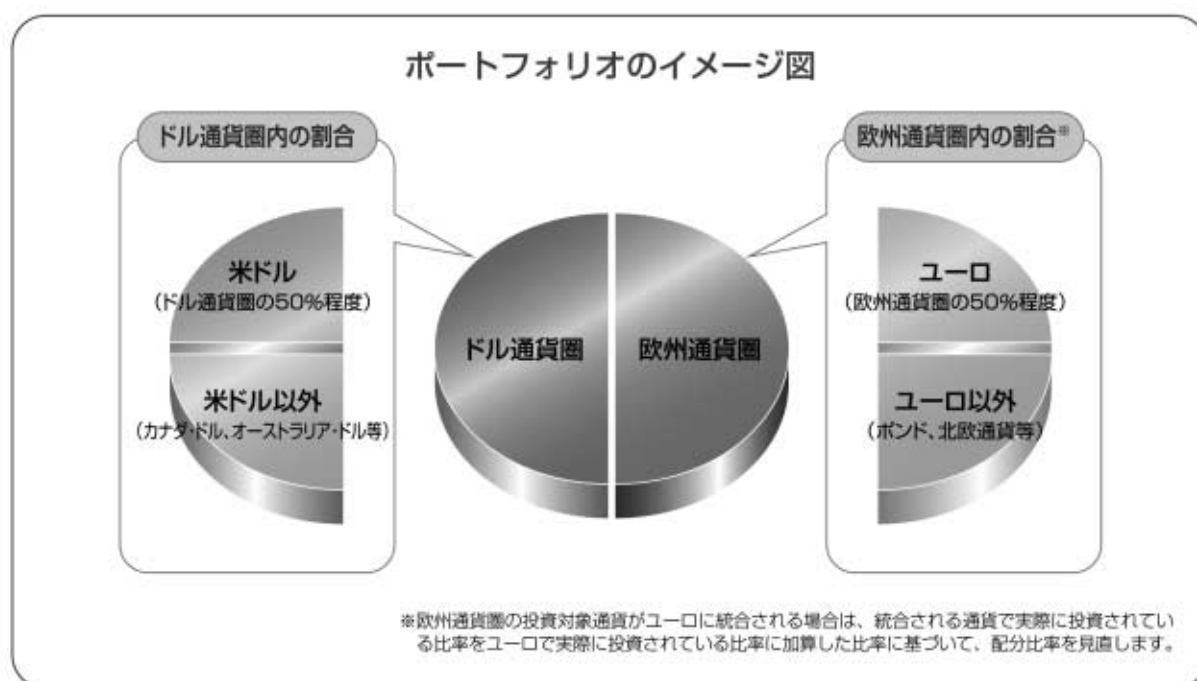 ポートフォリオのイメージ図
ドル通貨圏内の割合
米ドル
（ドル通貨圏の50％程度）
米ドル以外
（カナダ・ドル、オーストラリア・ドル等）
ドル通貨圏
欧州通貨圏
欧州通貨圏内の割合※
ユーロ
（欧州通貨圏の50％程度）
ユーロ以外
（ポンド、北欧通貨等）
※欧州通貨圏の投資対象通貨がユーロに統合される場合は、統合される通貨で実際に投資されてい
る比率をユーロで実際に投資されている比率に加算した比率に基づいて、配分比率を見直します。